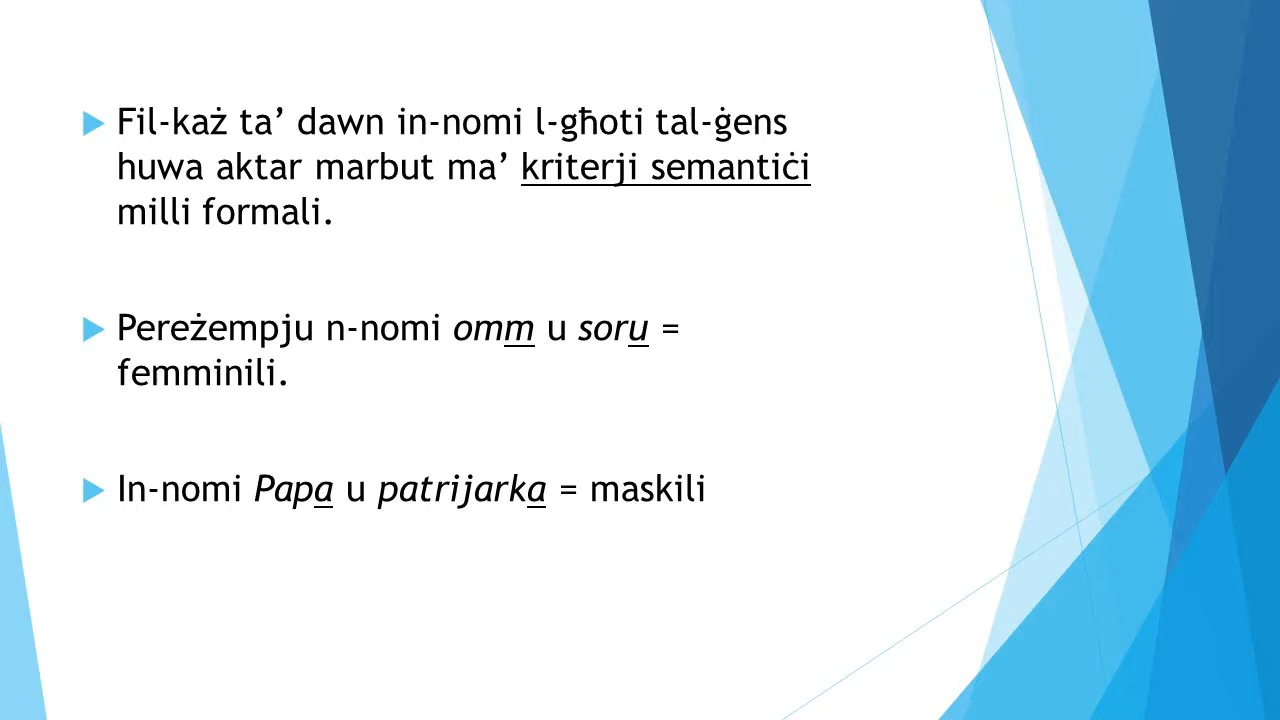 Fil-każ ta’ dawn in-nomi l-għoti tal-ġens
huwa aktar marbut ma’ kriterji semantiċi
milli formali.
Pereżempju n-nomi omm u soru =
femminili.
In-nomi Papa u patrijarka = maskili